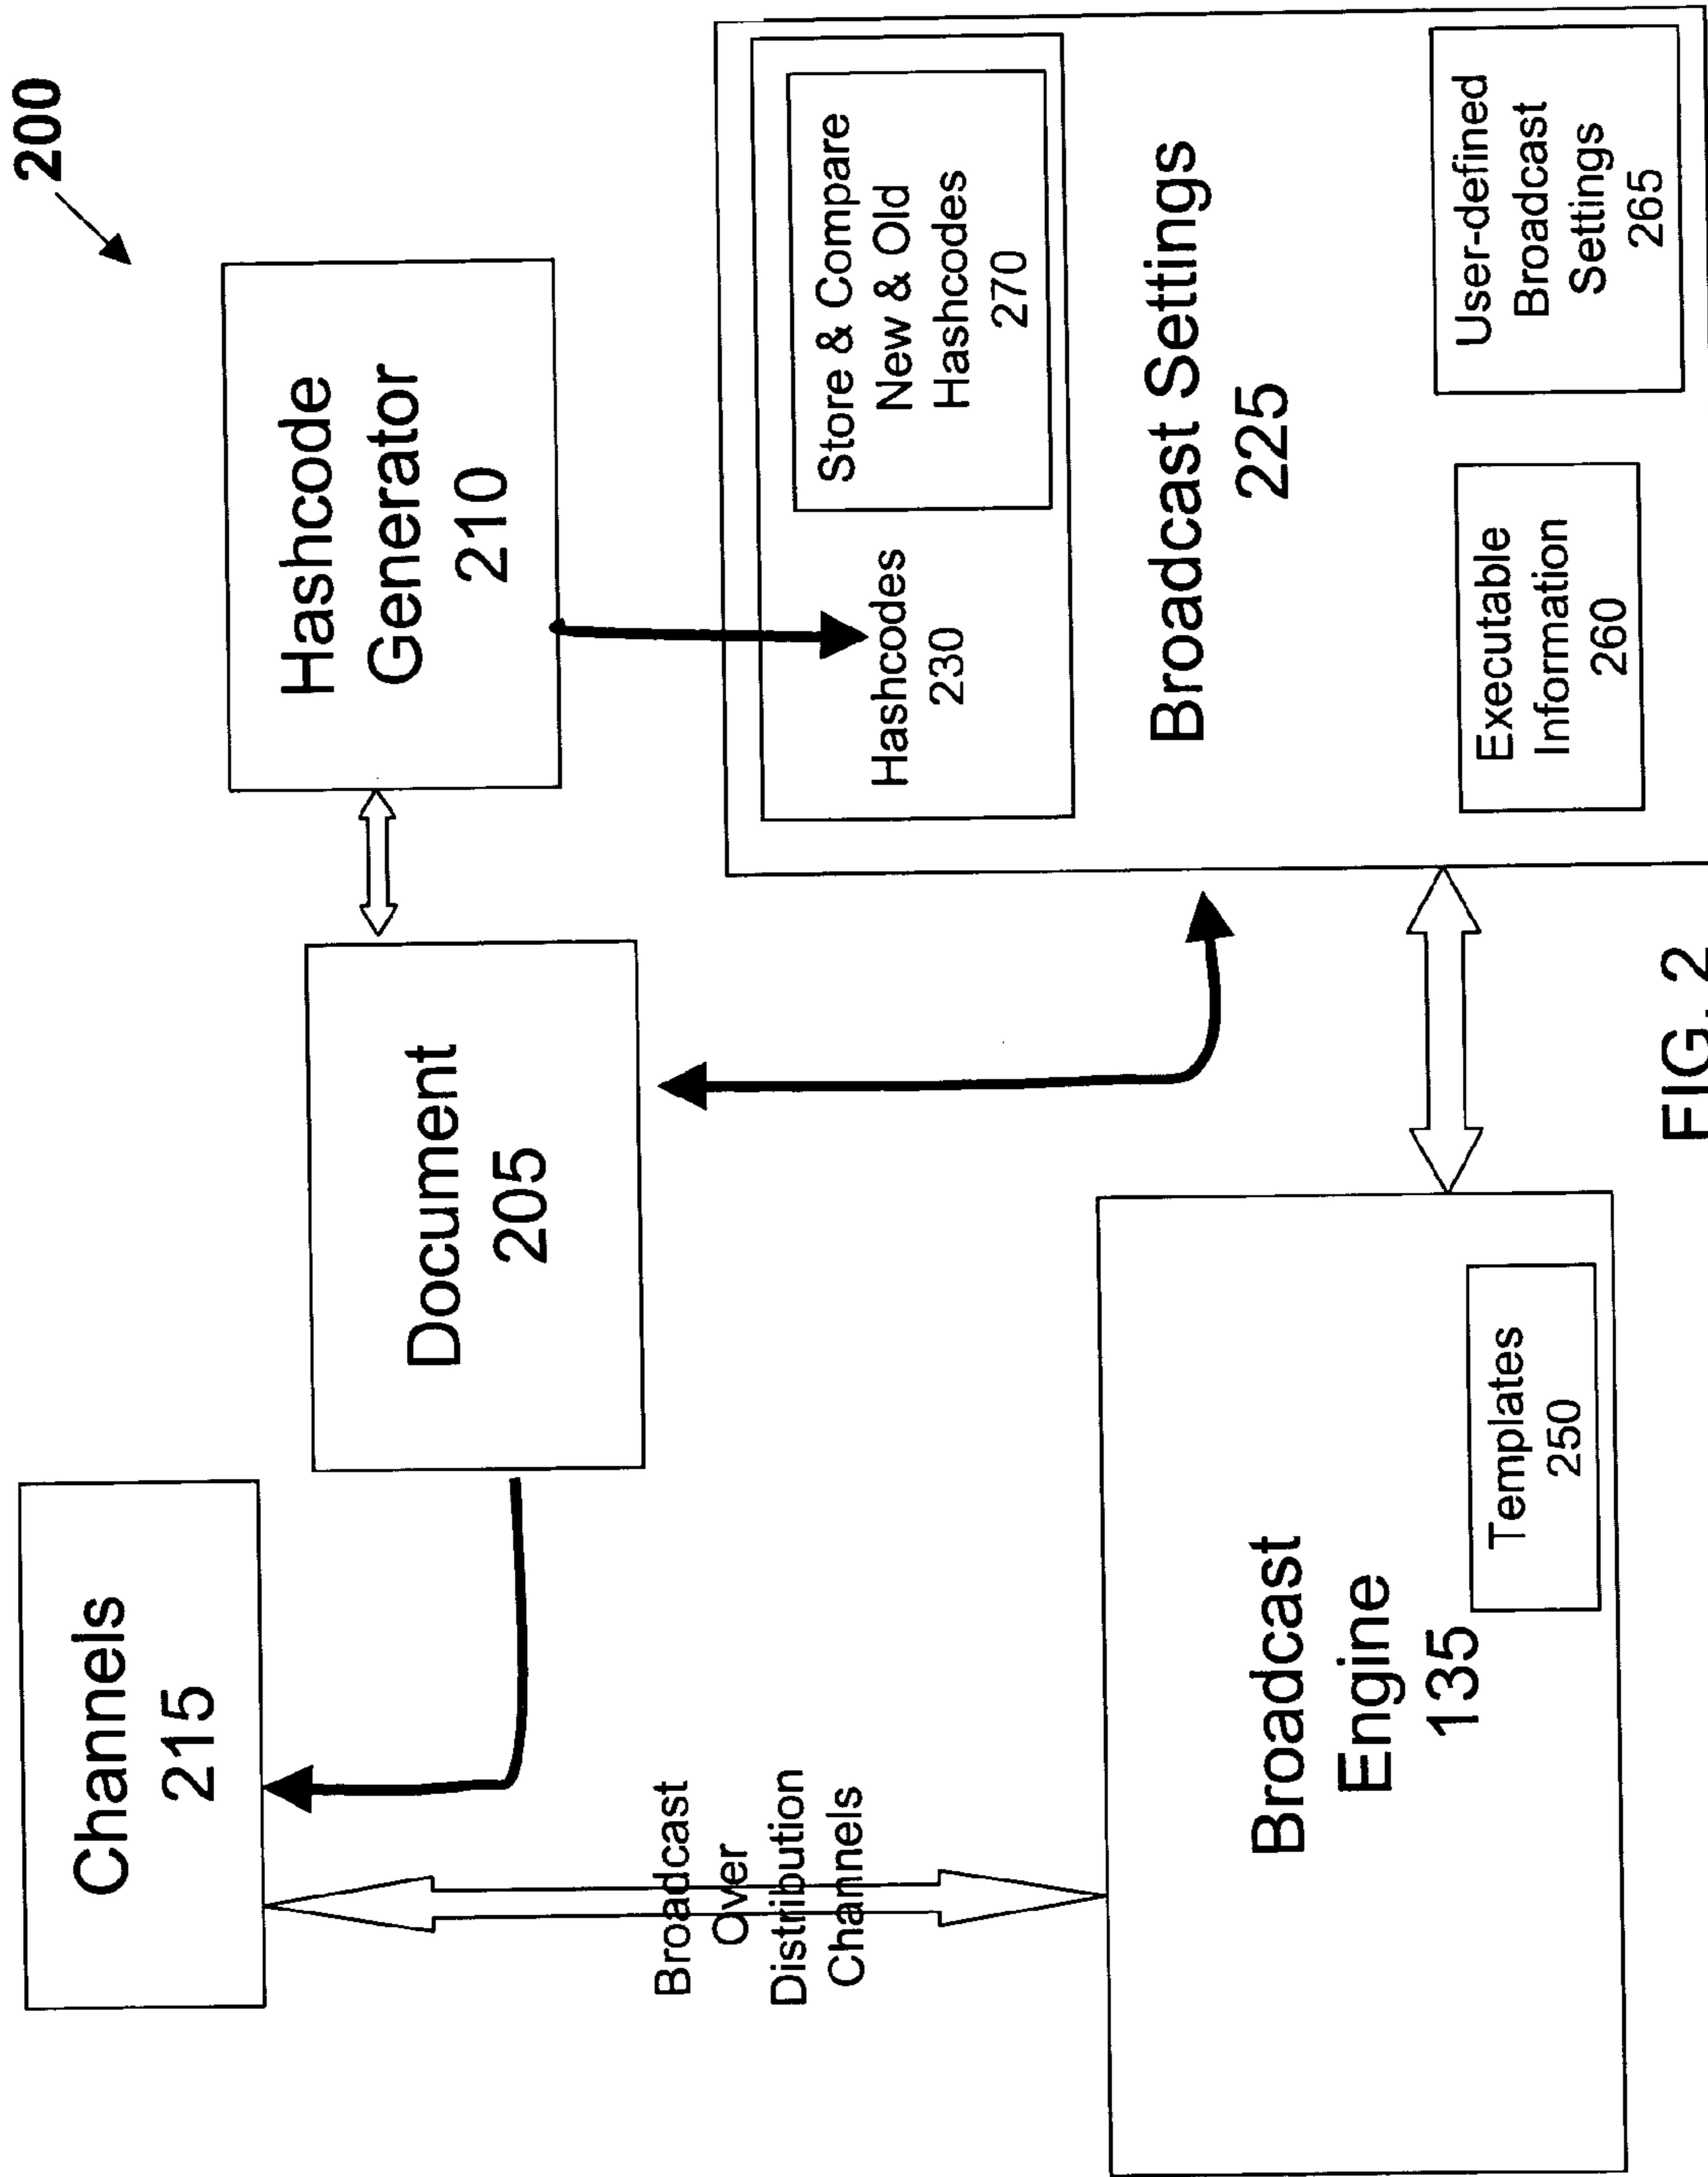 200
Channels
215
Document
205
Hashcode
Generator
210
Broadcast
Over
Distribution
Channels
Hashcodes
230
Store & Compare
New & Old
Hashcodes
270
Broadcast Settings
225
Broadcast
Engine
135
Templates
250
Executable
Information
260
User-defined
Broadcast
Settings
265
FIG. 2